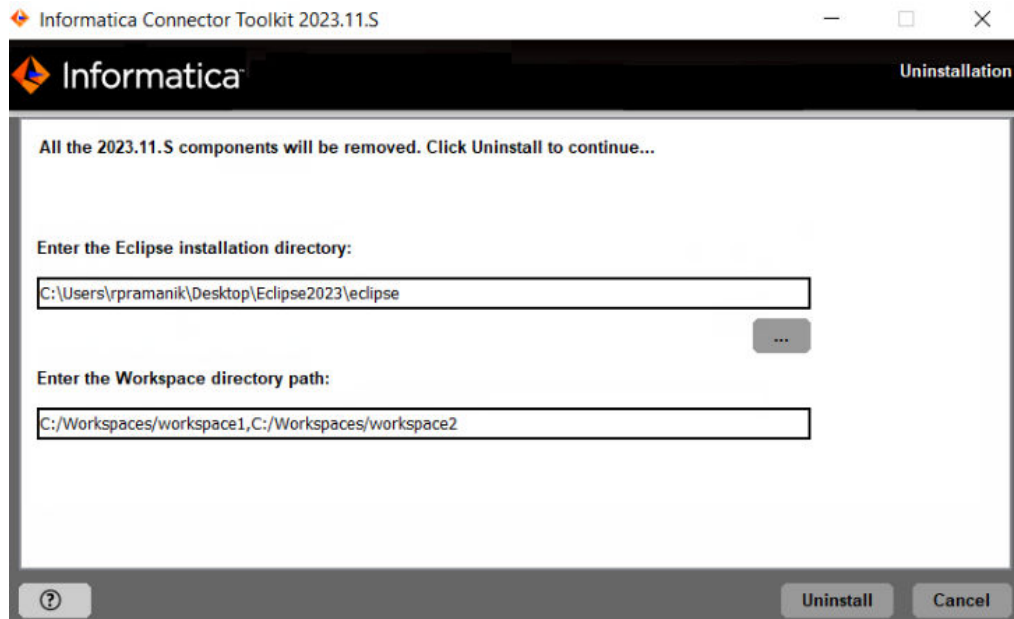 Informatica Connector Toolkit 2023.11.S
Informatica
Uninstallation
All the 2023.11.S components will be removed. Click Uninstall to continue...
Enter the Eclipse installation directory:
C:\Users\rpramanik\Desktop\Eclipse2023\eclipse
...
Enter the Workspace directory path:
C:/Workspaces/workspace1,C:/Workspaces/workspace2
?
Uninstall
Cancel